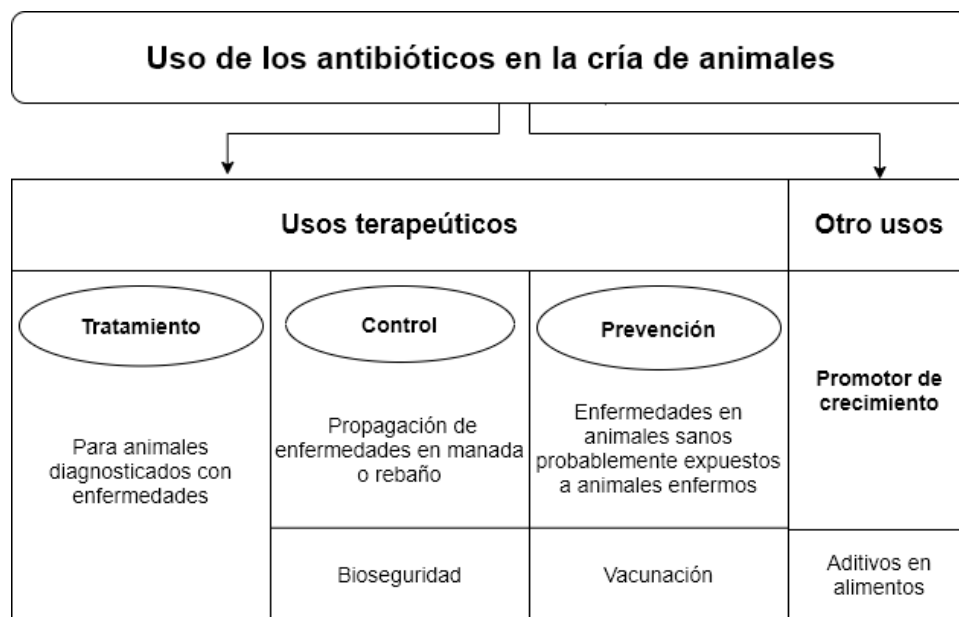 Uso de los antibióticos en la cría de animales
Usos terapeúticos
Otro usos
Tratamiento
Para animales
diagnosticados con
enfermedades
Control
Propagación de
enfermedades en manada
o rebaño
Bioseguridad
Prevención
Enfermedades en
animales sanos
probablemente expuestos
a animales enfermos
Vacunación
Promotor de
crecimiento
Aditivos en
alimentos